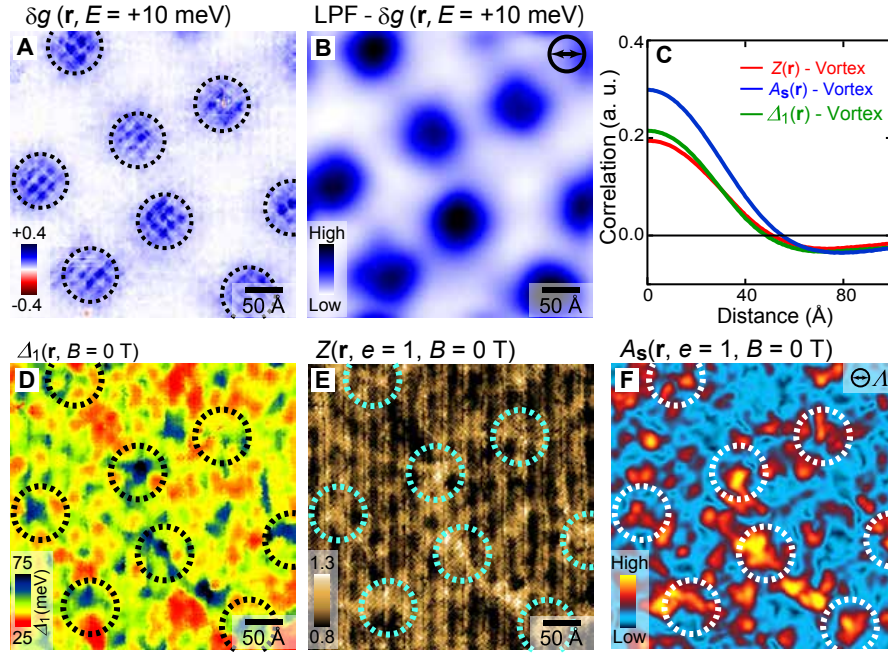 δg (r, E = +10 meV)
LPF - δg (r, E = +10 meV)
A
+0.4
-0.4
50 Å
B
High
Low
50 Å
C
0.4
0.2
0.0
Correlation (a. u.)
Z(r) - Vortex
As(r) - Vortex
Δ1(r) - Vortex
0
40
80
Distance (Å)
Δ1(r, B = 0 T)
Z(r, e = 1, B = 0 T)
As(r, e = 1, B = 0 T)
D
75
25
Δ1(meV)
50 Å
E
1.3
0.8
50 Å
F
Λ
High
Low